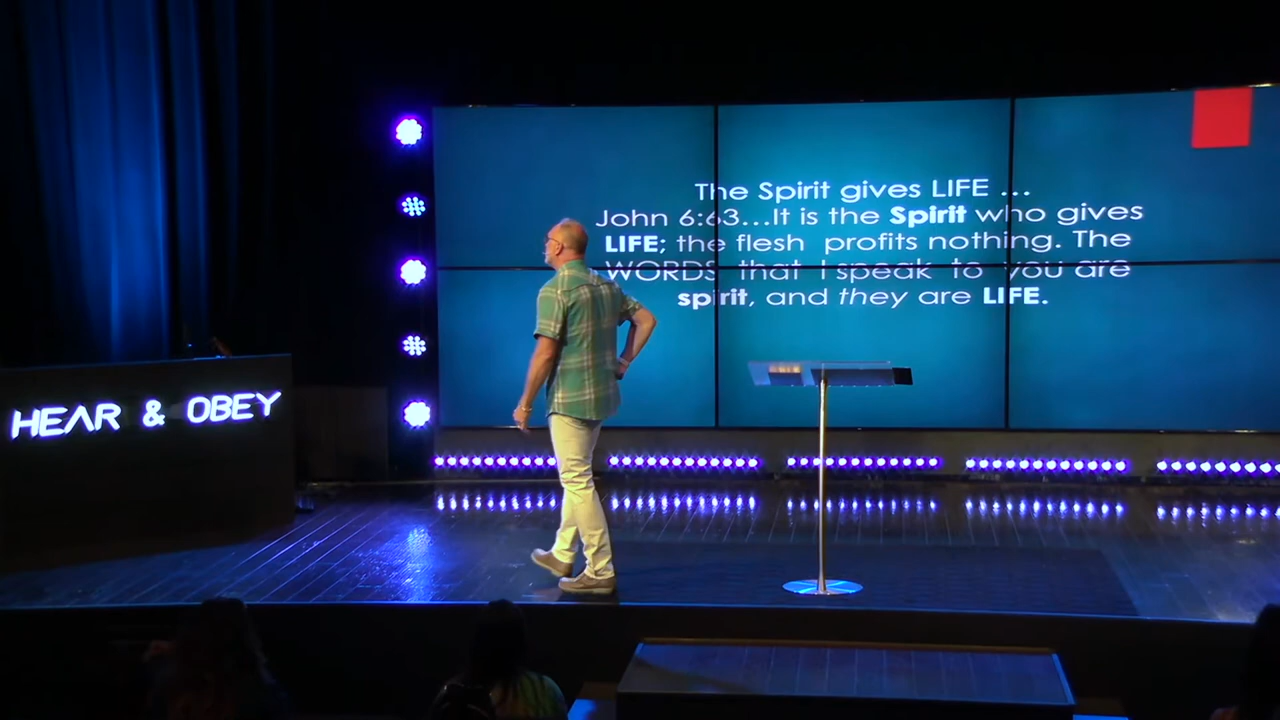 The Spirit gives LIFE ...
John 6:63...It is the Spirit who gives
LIFE; the flesh profits nothing. The
WORDS that I speak to you are
spirit, and they are LIFE.
HEAR & OBEY